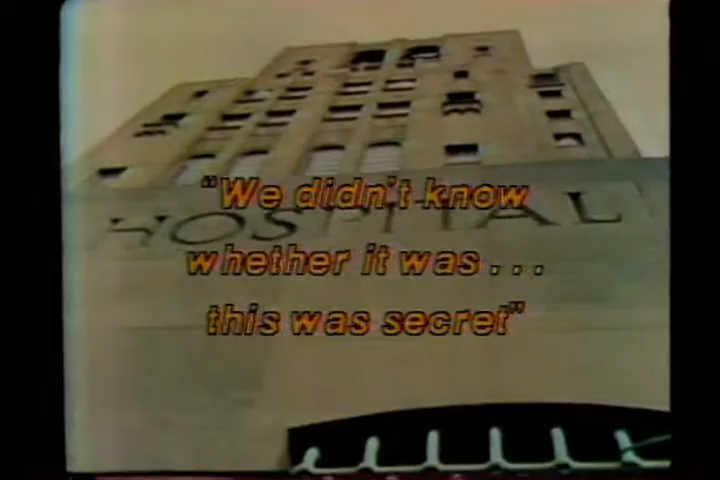 "We didn't know
HOSPITAL
whether it was...
this was secret"